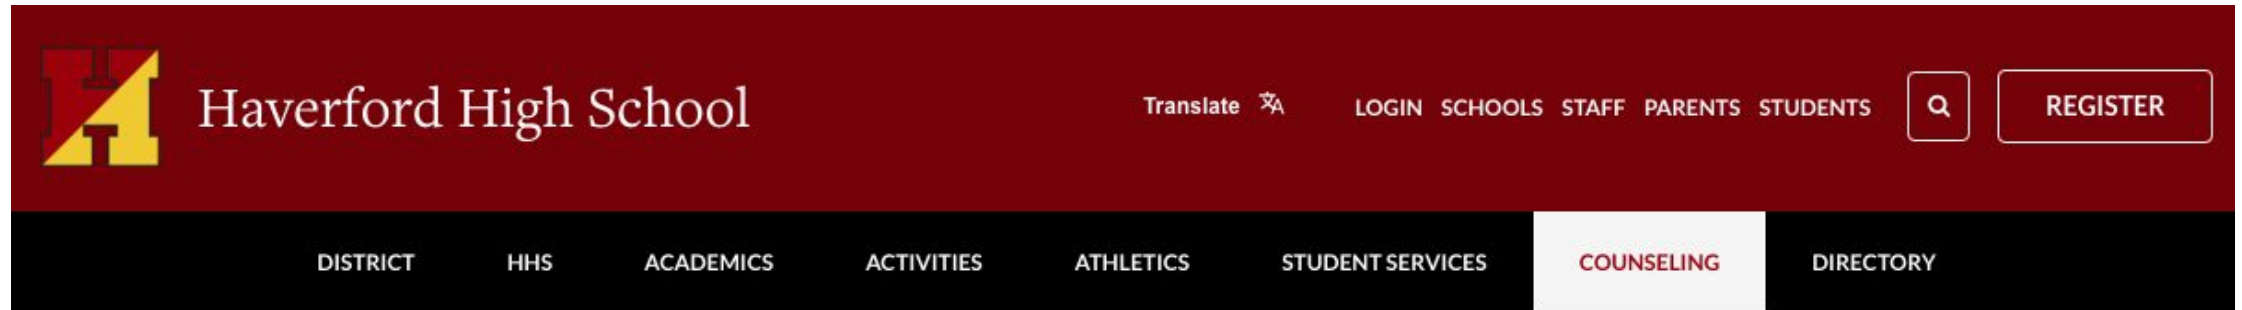 H
Haverford High School
Translate LOGIN SCHOOLS STAFF PARENTS STUDENTS REGISTER
DISTRICT HHS ACADEMICS ACTIVITIES ATHLETICS STUDENT SERVICES COUNSELING DIRECTORY